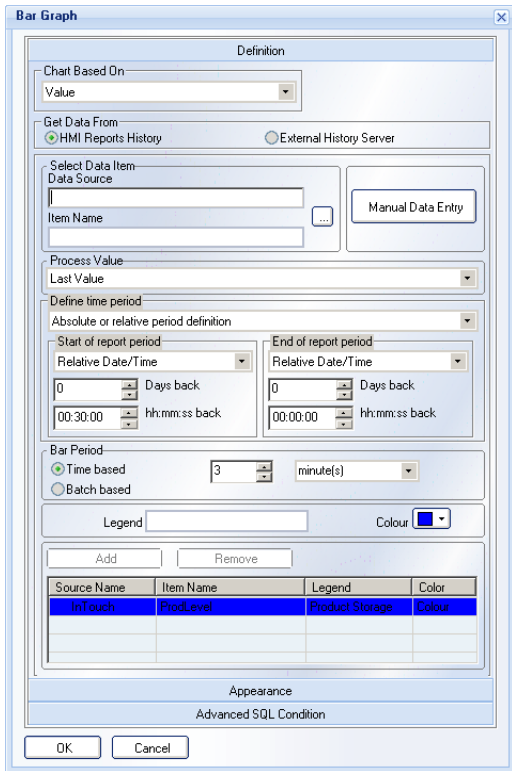 Bar Graph
Definition
Chart Based On
Value
Get Data From
HMI Reports History
External History Server
Select Data Item
Data Source
Item Name
...
Manual Data Entry
Process Value
Last Value
Define time period
Absolute or relative period definition
Start of report period
End of report period
Relative Date/Time
Relative Date/Time
0 Days back
0 Days back
00:30:00 hh:mm:ss back
00:00:00 hh:mm:ss back
Bar Period
Time based 3 minute(s)
Batch based
Legend
Colour
Add Remove
Source Name Item Name Legend Color
InTouch ProdLevel Product Storage Colour
Appearance
Advanced SQL Condition
OK Cancel